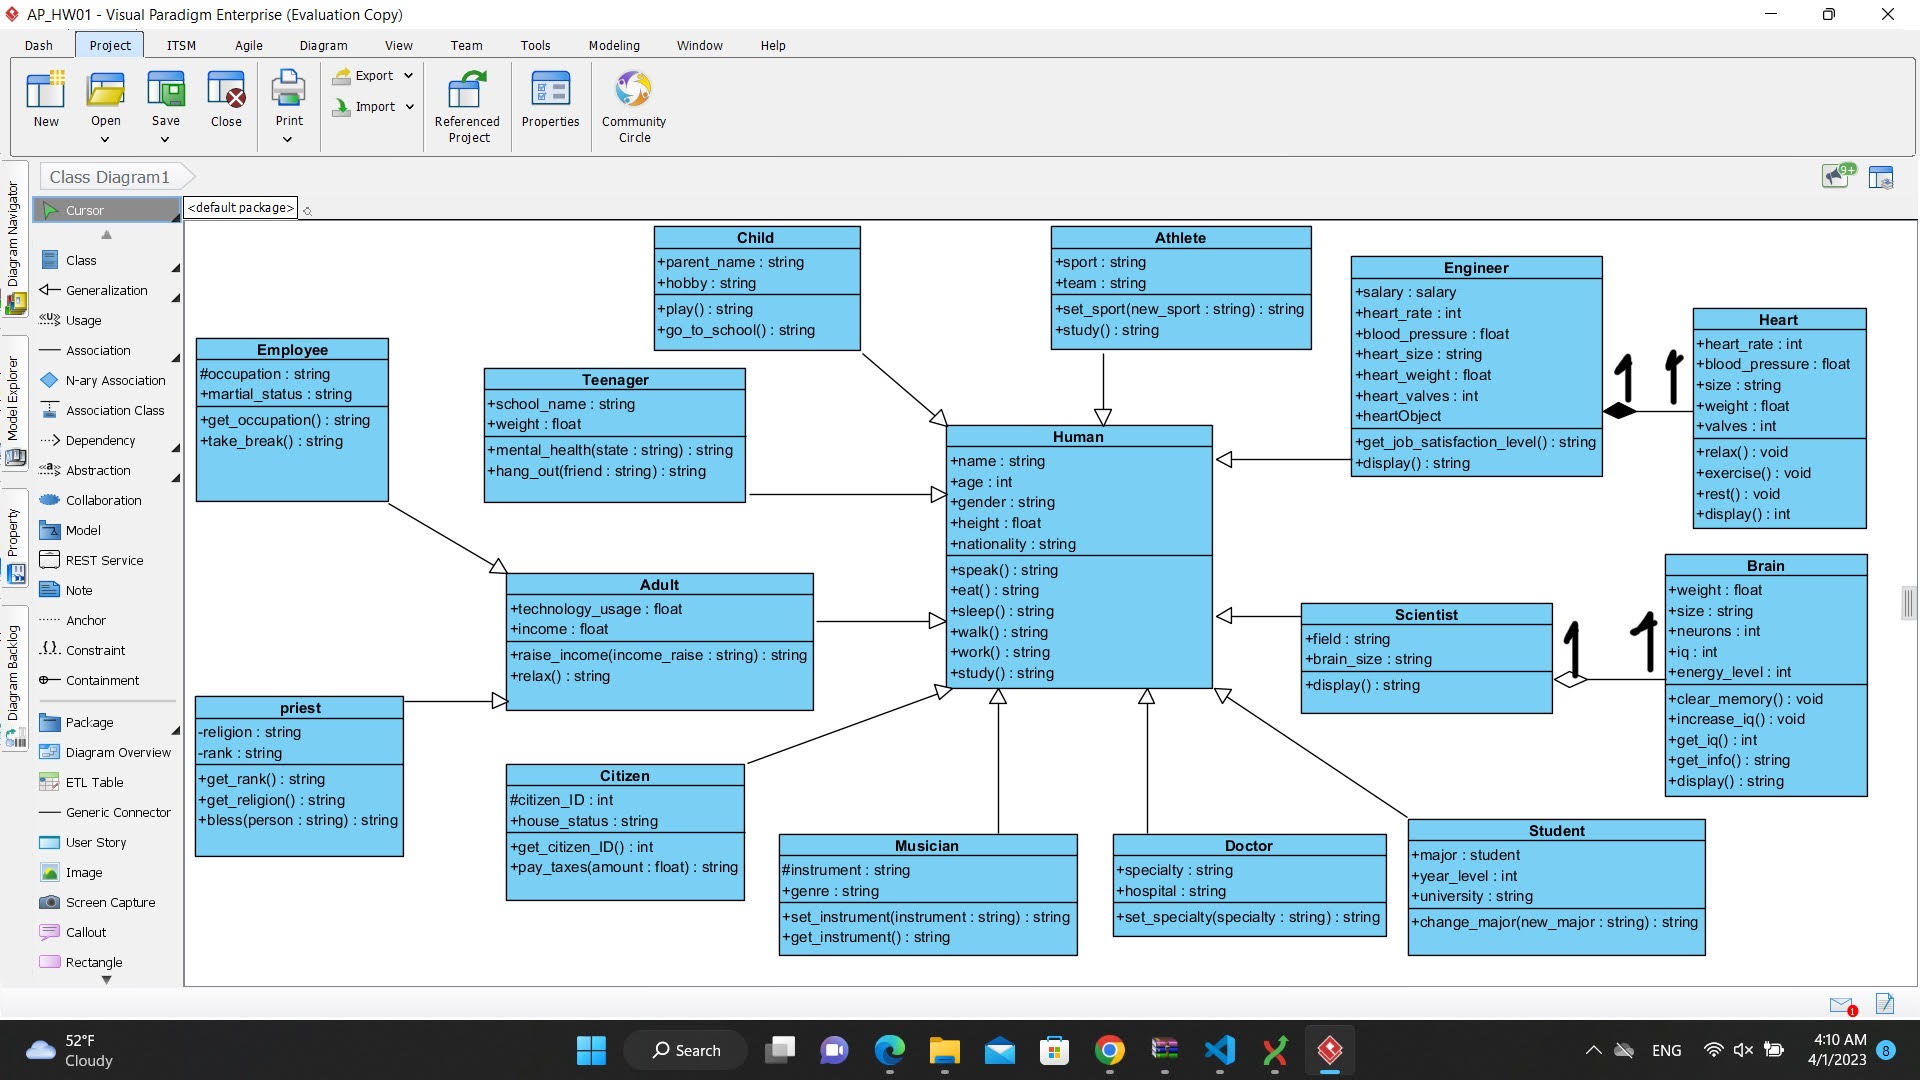 AP_HW01 - Visual Paradigm Enterprise (Evaluation Copy)
Dash
Project
ITSM
Agile
Diagram
View
Team
Tools
Modeling
Window
Help
New
Open
Save
Close
Print
Export
Import
Referenced
Project
Properties
Community
Circle
Class Diagram1
9+
Diagram Navigator
Model Explorer
Property
Diagram Backlog
Cursor
<default package>
Class
Generalization
Usage
Association
N-ary Association
Association Class
Dependency
Abstraction
Collaboration
Model
REST Service
Note
Anchor
Constraint
Containment
Package
Diagram Overview
ETL Table
Generic Connector
User Story
Image
Screen Capture
Callout
Rectangle
Child
+parent_name : string
+hobby : string
+play() : string
+go_to_school() : string
Athlete
+sport : string
+team : string
+set_sport(new_sport : string) : string
+study() : string
Engineer
+salary : salary
+heart_rate : int
+blood_pressure : float
+heart_size : string
+heart_weight : float
+heart_valves : int
+heartObject
+get_job_satisfaction_level() : string
+display() : string
1 1
Heart
+heart_rate : int
+blood_pressure : float
+size : string
+weight : float
+valves : int
+relax() : void
+exercise() : void
+rest() : void
+display() : int
Employee
#occupation : string
+martial_status : string
+get_occupation() : string
+take_break() : string
Teenager
+school_name : string
+weight : float
+mental_health(state : string) : string
+hang_out(friend : string) : string
Human
+name : string
+age : int
+gender : string
+height : float
+nationality : string
+speak() : string
+eat() : string
+sleep() : string
+walk() : string
+work() : string
+study() : string
Adult
+technology_usage : float
+income : float
+raise_income(income_raise : string) : string
+relax() : string
Scientist
+field : string
+brain_size : string
+display() : string
1 1
Brain
+weight : float
+size : string
+neurons : int
+iq : int
+energy_level : int
+clear_memory() : void
+increase_iq() : void
+get_iq() : int
+get_info() : string
+display() : string
priest
-religion : string
-rank : string
+get_rank() : string
+get_religion() : string
+bless(person : string) : string
Citizen
#citizen_ID : int
+house_status : string
+get_citizen_ID() : int
+pay_taxes(amount : float) : string
Musician
#instrument : string
+genre : string
+set_instrument(instrument : string) : string
+get_instrument() : string
Doctor
+specialty : string
+hospital : string
+set_specialty(specialty : string) : string
Student
+major : student
+year_level : int
+university : string
+change_major(new_major : string) : string
1
52°F
Cloudy
Search
ENG
4:10 AM
4/1/2023
8